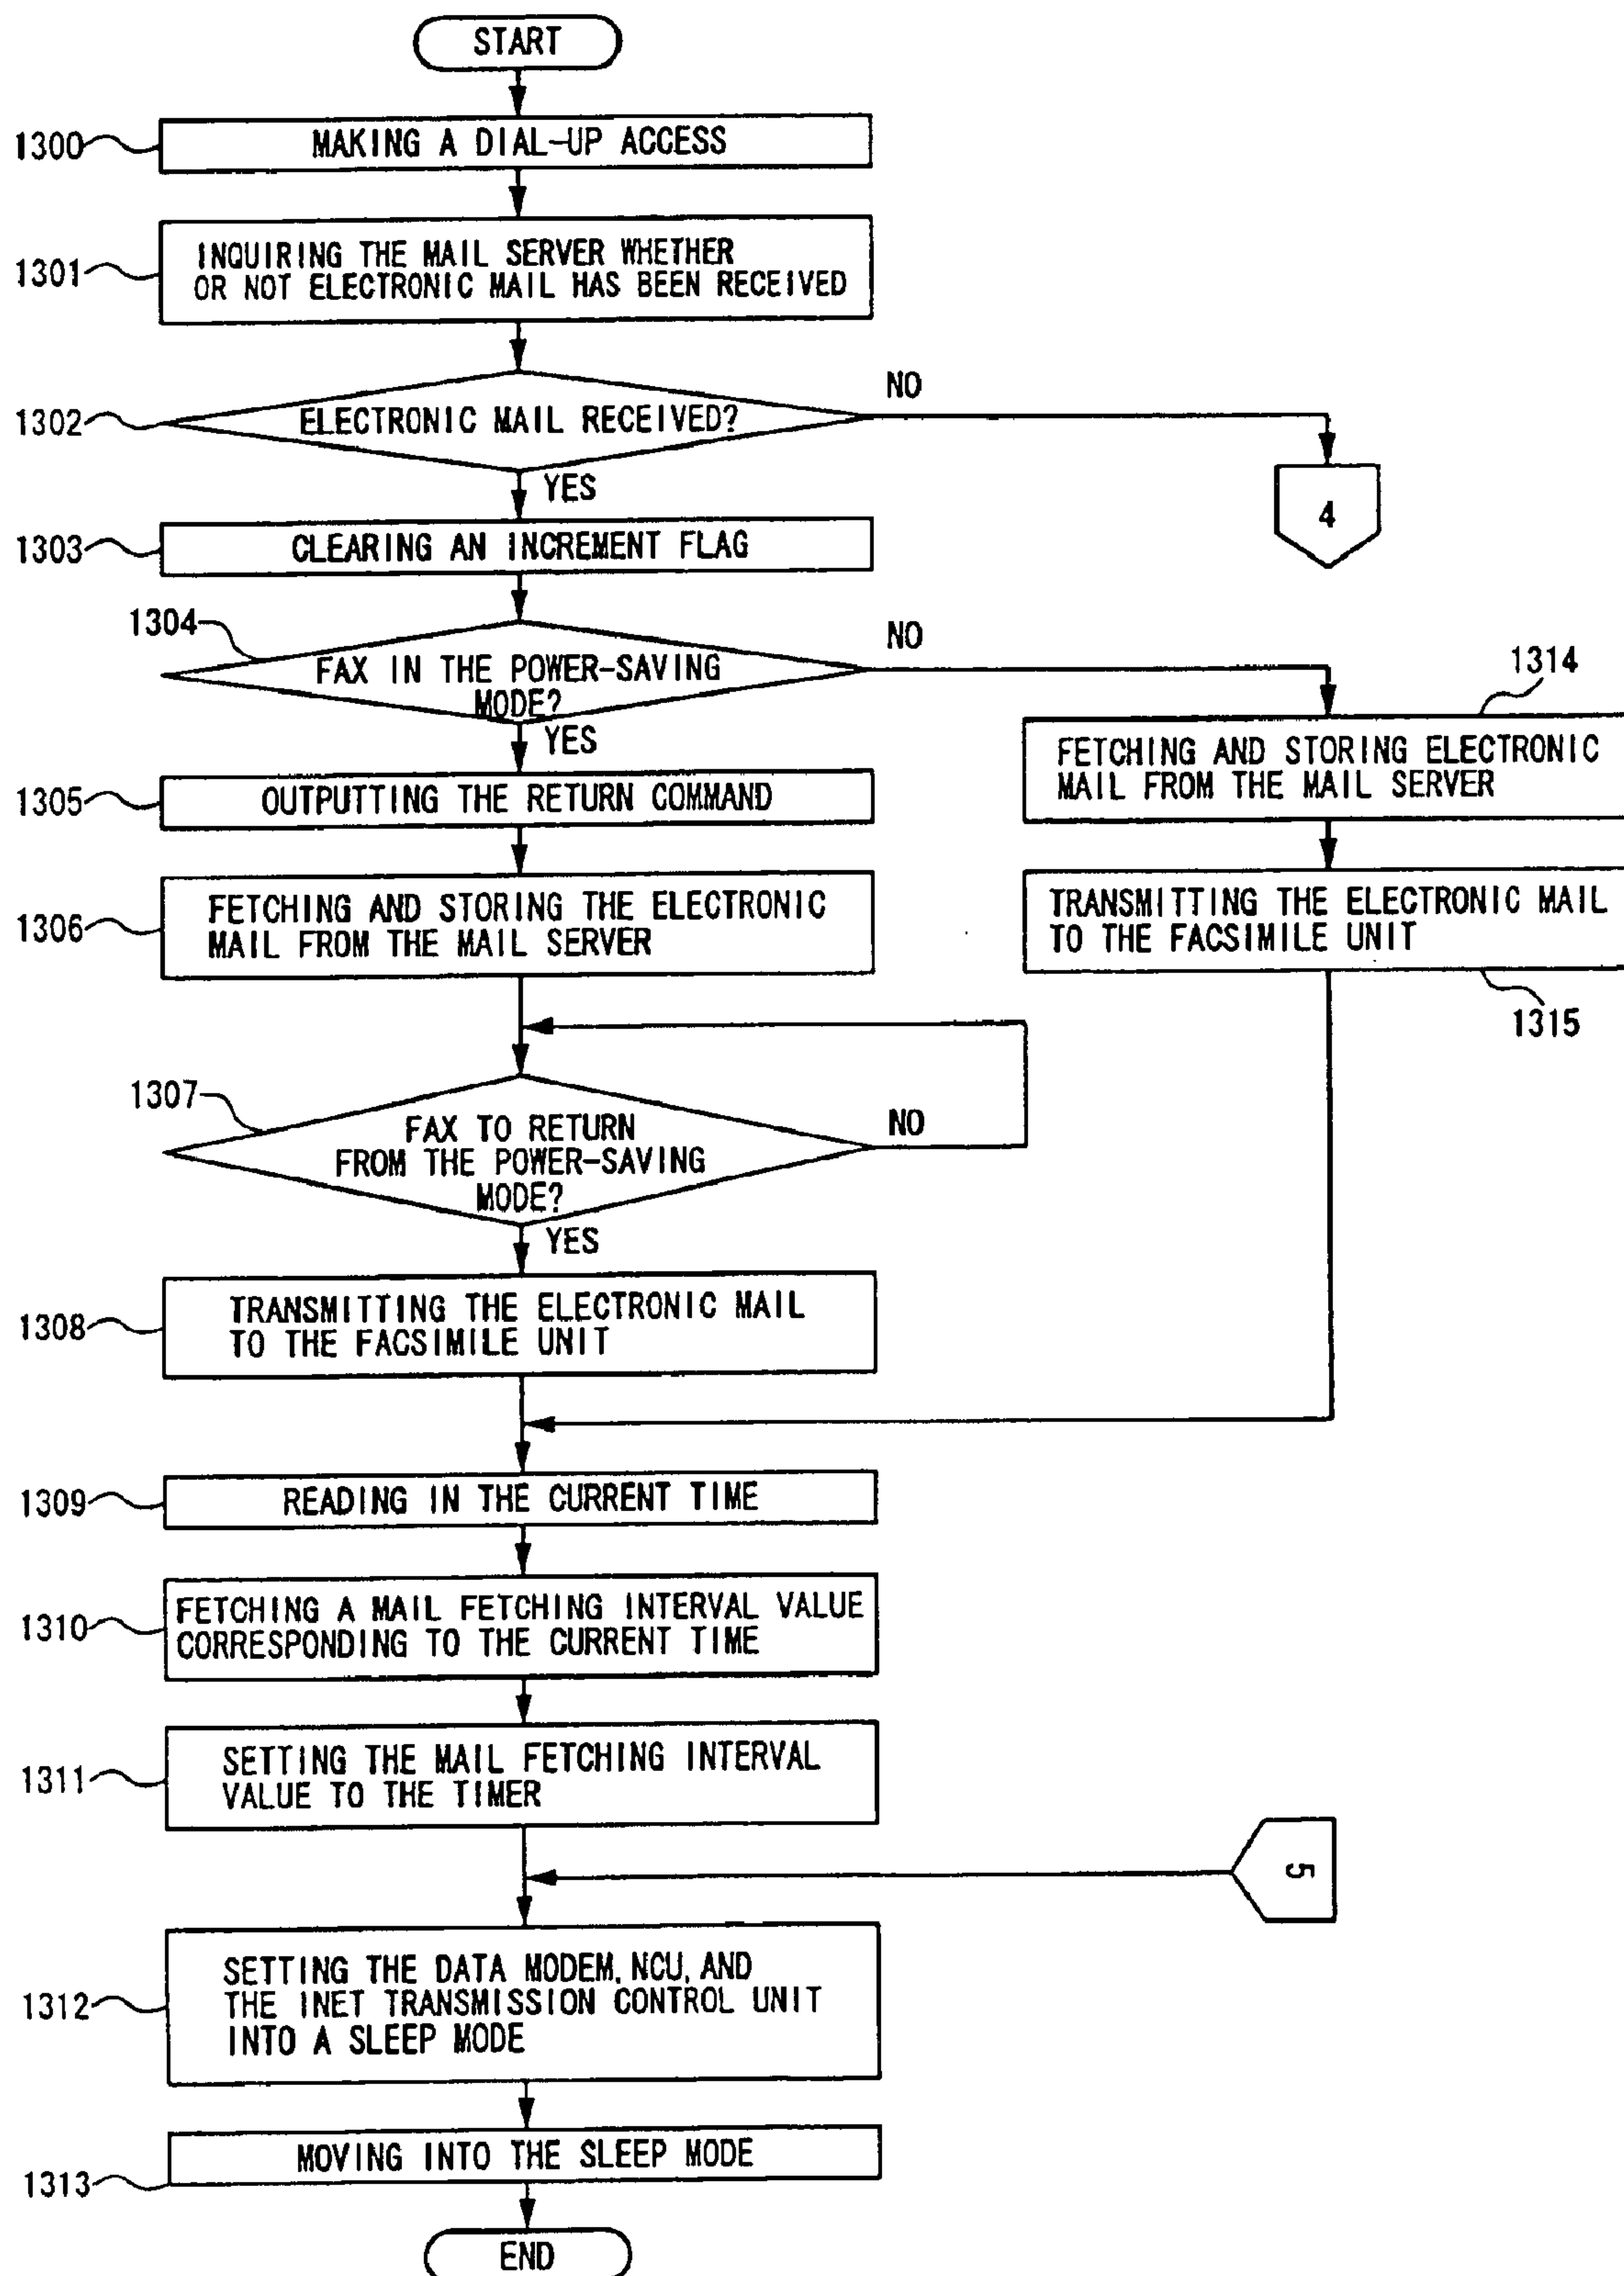 START
1300
MAKING A DIAL-UP ACCESS
1301
INQUIRING THE MAIL SERVER WHETHER
OR NOT ELECTRONIC MAIL HAS BEEN RECEIVED
1302
ELECTRONIC MAIL RECEIVED?
NO
4
YES
1303
CLEARING AN INCREMENT FLAG
1304
FAX IN THE POWER-SAVING
MODE?
NO
YES
1314
FETCHING AND STORING ELECTRONIC
MAIL FROM THE MAIL SERVER
1305
OUTPUTTING THE RETURN COMMAND
1306
FETCHING AND STORING THE ELECTRONIC
MAIL FROM THE MAIL SERVER
TRANSMITTING THE ELECTRONIC MAIL
TO THE FACSIMILE UNIT
1315
1307
FAX TO RETURN
FROM THE POWER-SAVING
MODE?
NO
YES
1308
TRANSMITTING THE ELECTRONIC MAIL
TO THE FACSIMILE UNIT
1309
READING IN THE CURRENT TIME
1310
FETCHING A MAIL FETCHING INTERVAL VALUE
CORRESPONDING TO THE CURRENT TIME
1311
SETTING THE MAIL FETCHING INTERVAL
VALUE TO THE TIMER
5
1312
SETTING THE DATA MODEM, NCU, AND
THE INET TRANSMISSION CONTROL UNIT
INTO A SLEEP MODE
1313
MOVING INTO THE SLEEP MODE
END